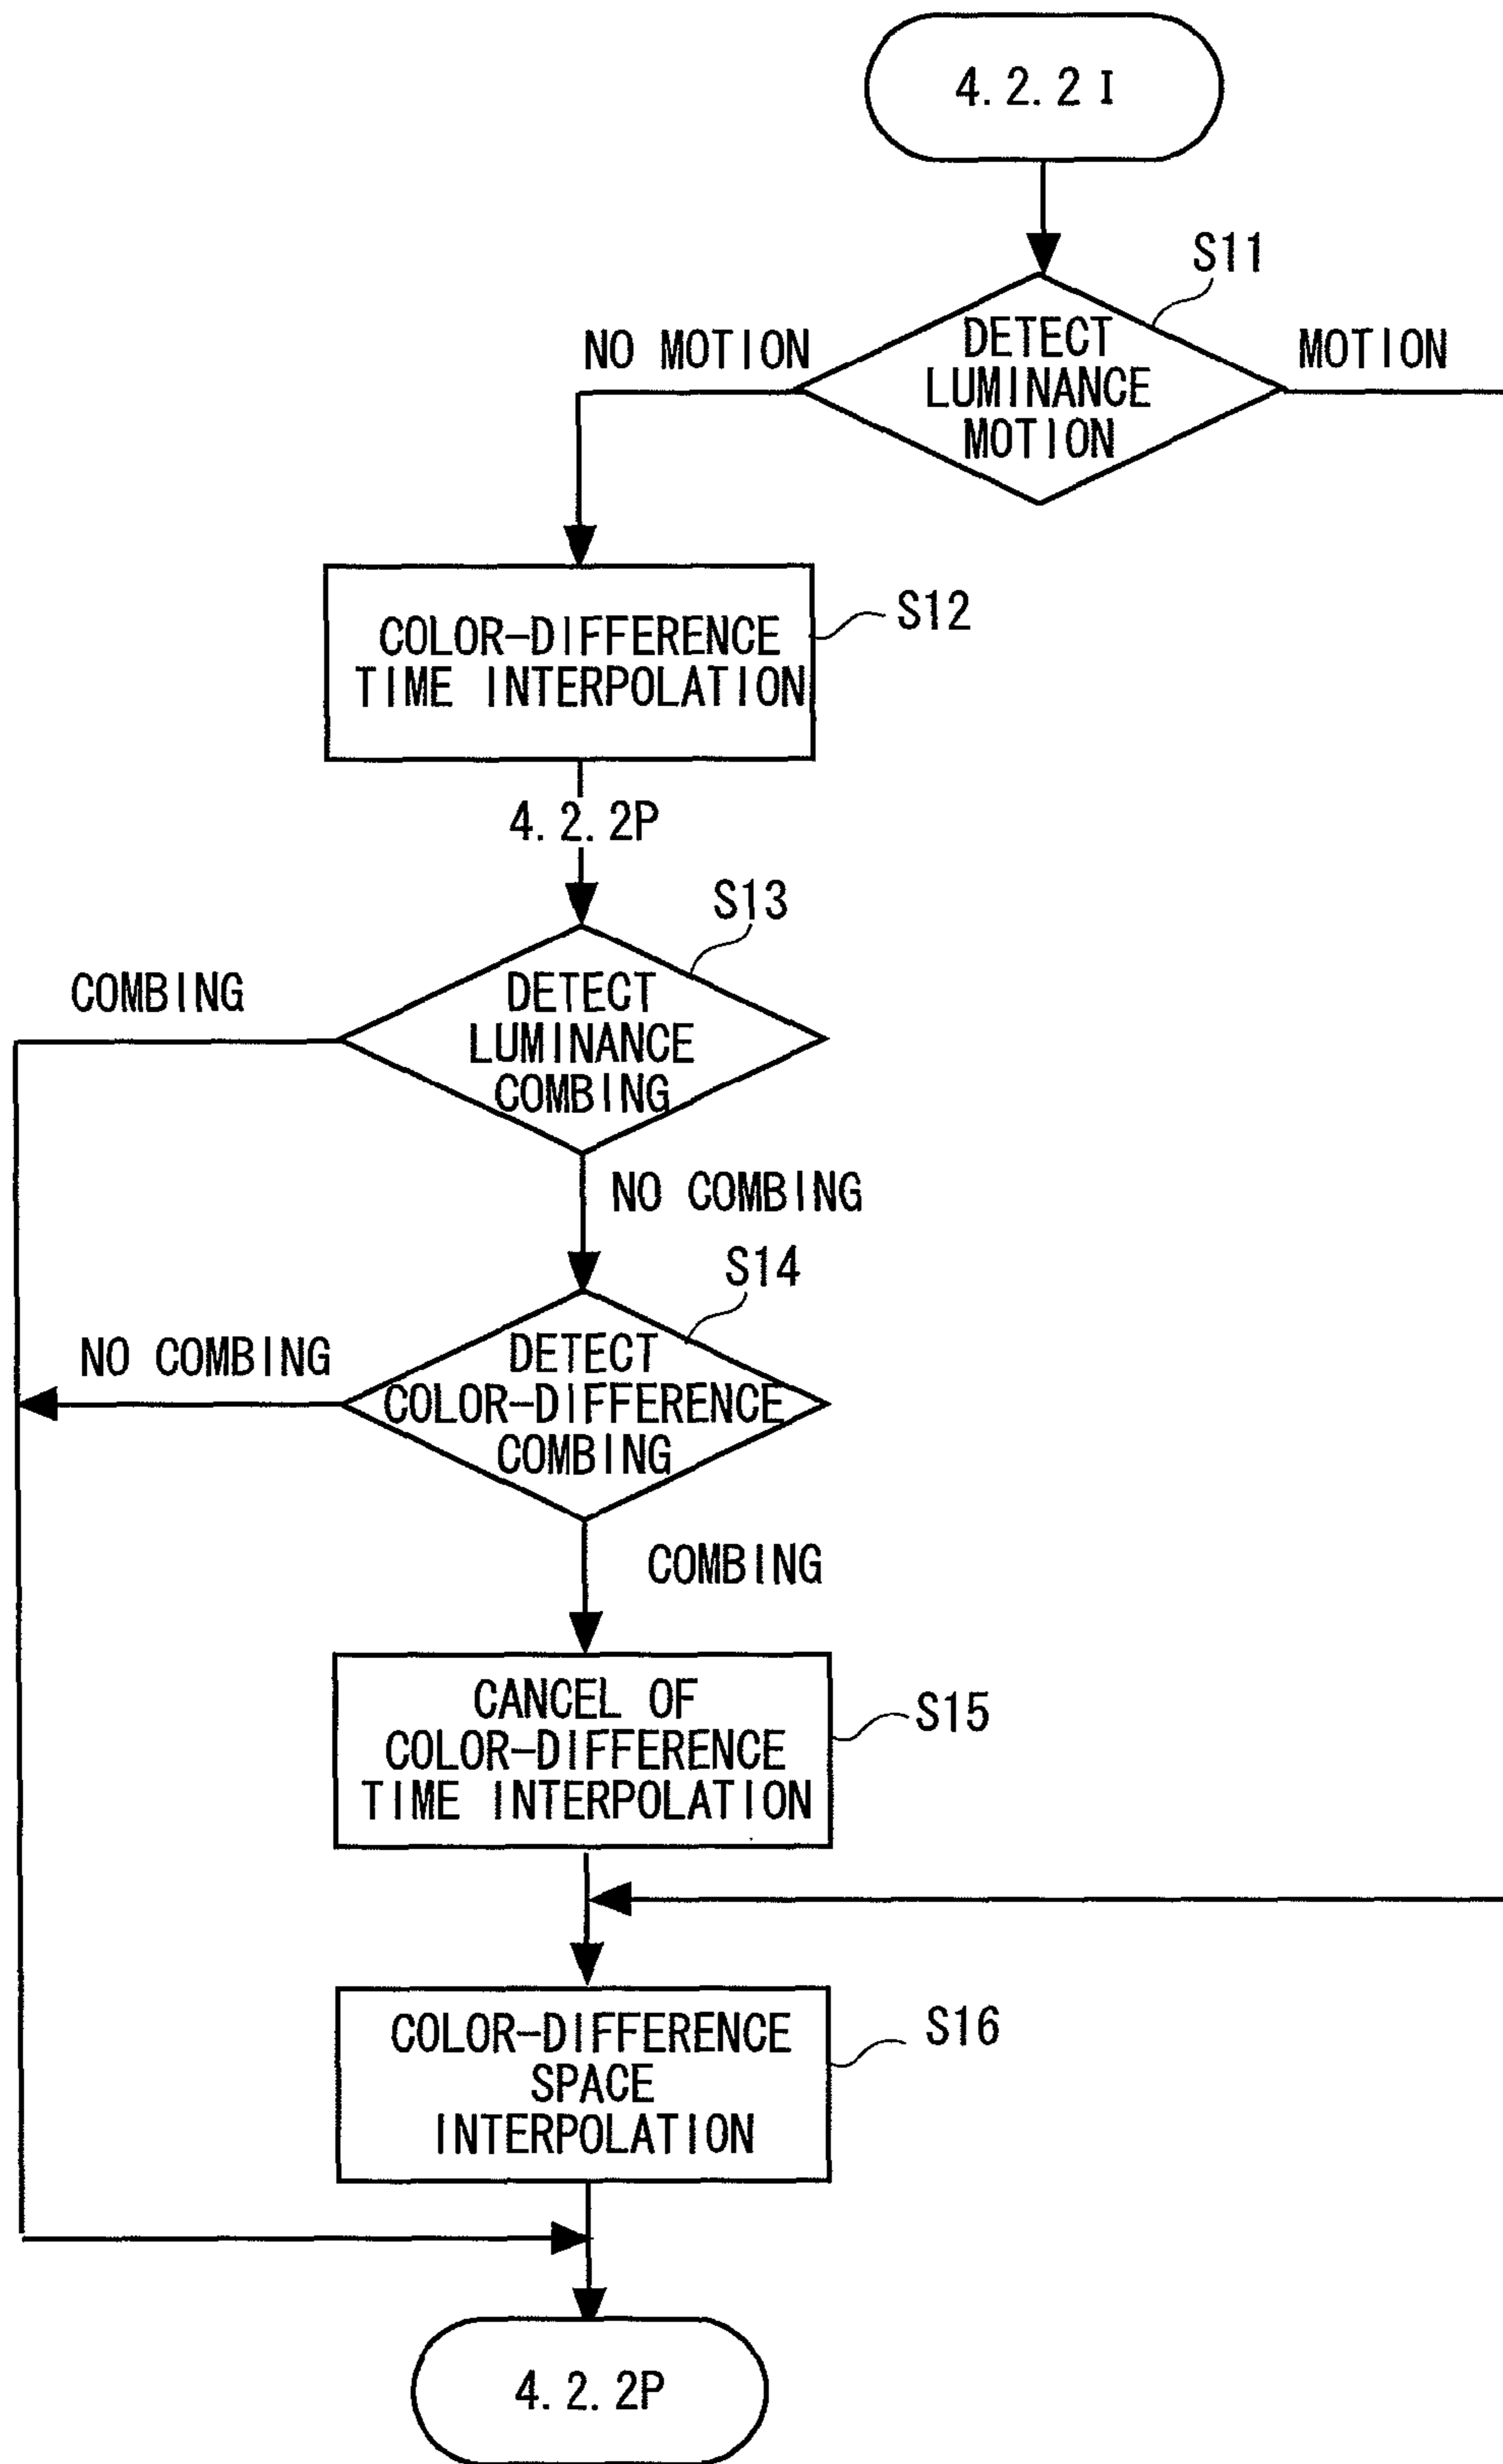 4.2.2I
S11
NO MOTION
DETECT
LUMINANCE
MOTION
MOTION
COLOR-DIFFERENCE
TIME INTERPOLATION
S12
4.2.2P
S13
COMBING
DETECT
LUMINANCE
COMBING
NO COMBING
S14
NO COMBING
DETECT
COLOR-DIFFERENCE
COMBING
COMBING
CANCEL OF
COLOR-DIFFERENCE
TIME INTERPOLATION
S15
COLOR-DIFFERENCE
SPACE
INTERPOLATION
S16
4.2.2P